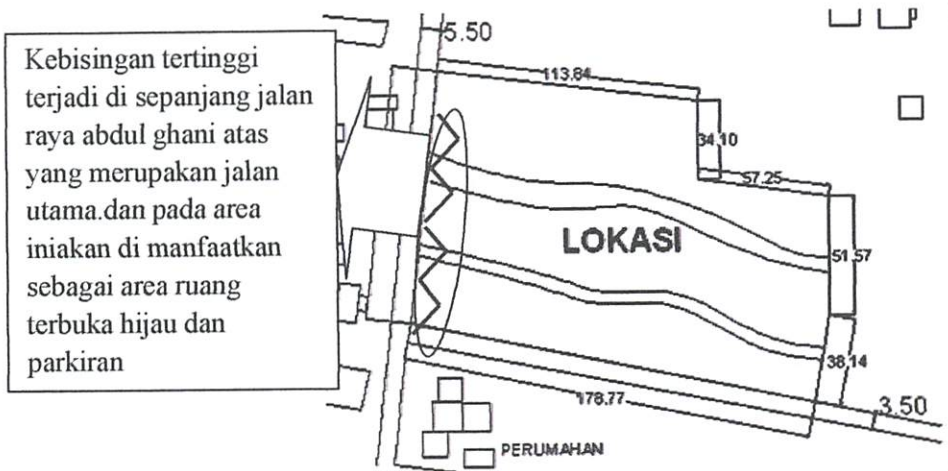 Kebisingan tertinggi
terjadi di sepanjang jalan
raya abdul ghani atas
yang merupakan jalan
utama.dan pada area
iniakan di manfaatkan
sebagai area ruang
terbuka hijau dan
parkiran
5.50
113.84
34.10
57.25
LOKASI
51.57
38.14
178.77
3.50
PERUMAHAN